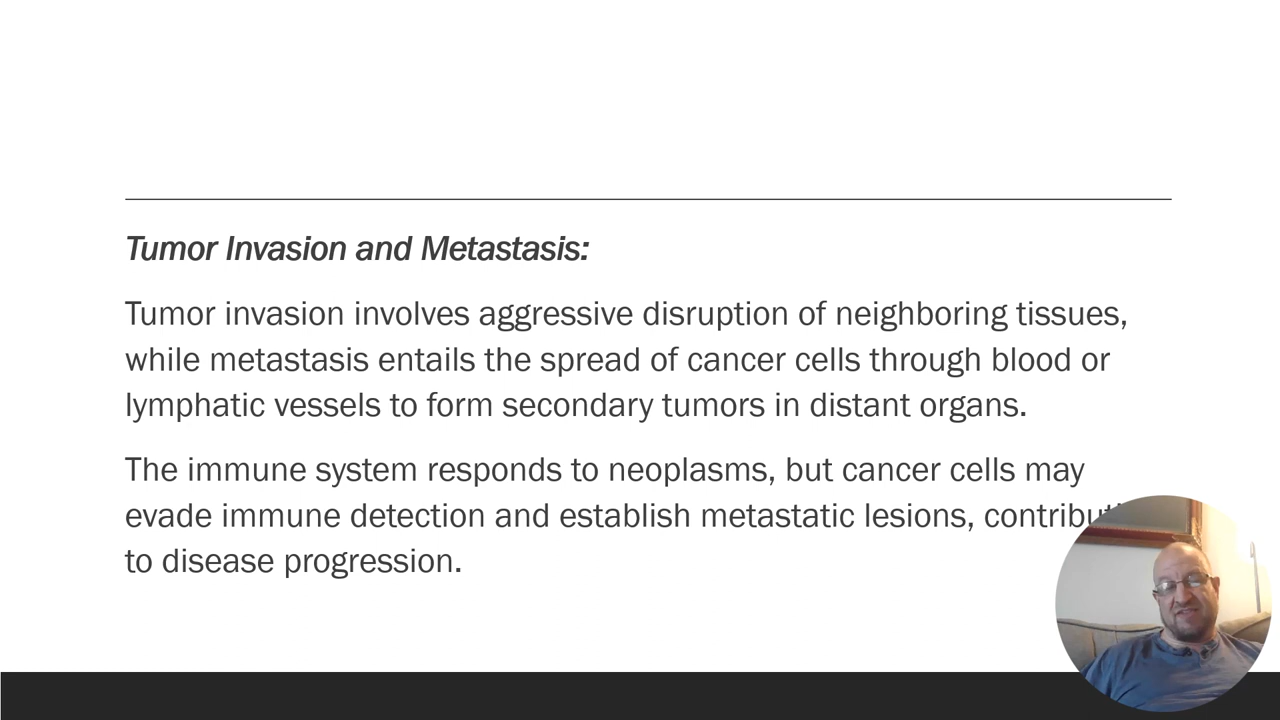 Tumor Invasion and Metastasis:
Tumor invasion involves aggressive disruption of neighboring tissues,
while metastasis entails the spread of cancer cells through blood or
lymphatic vessels to form secondary tumors in distant organs.
The immune system responds to neoplasms, but cancer cells may
evade immune detection and establish metastatic lesions,
to disease progression.